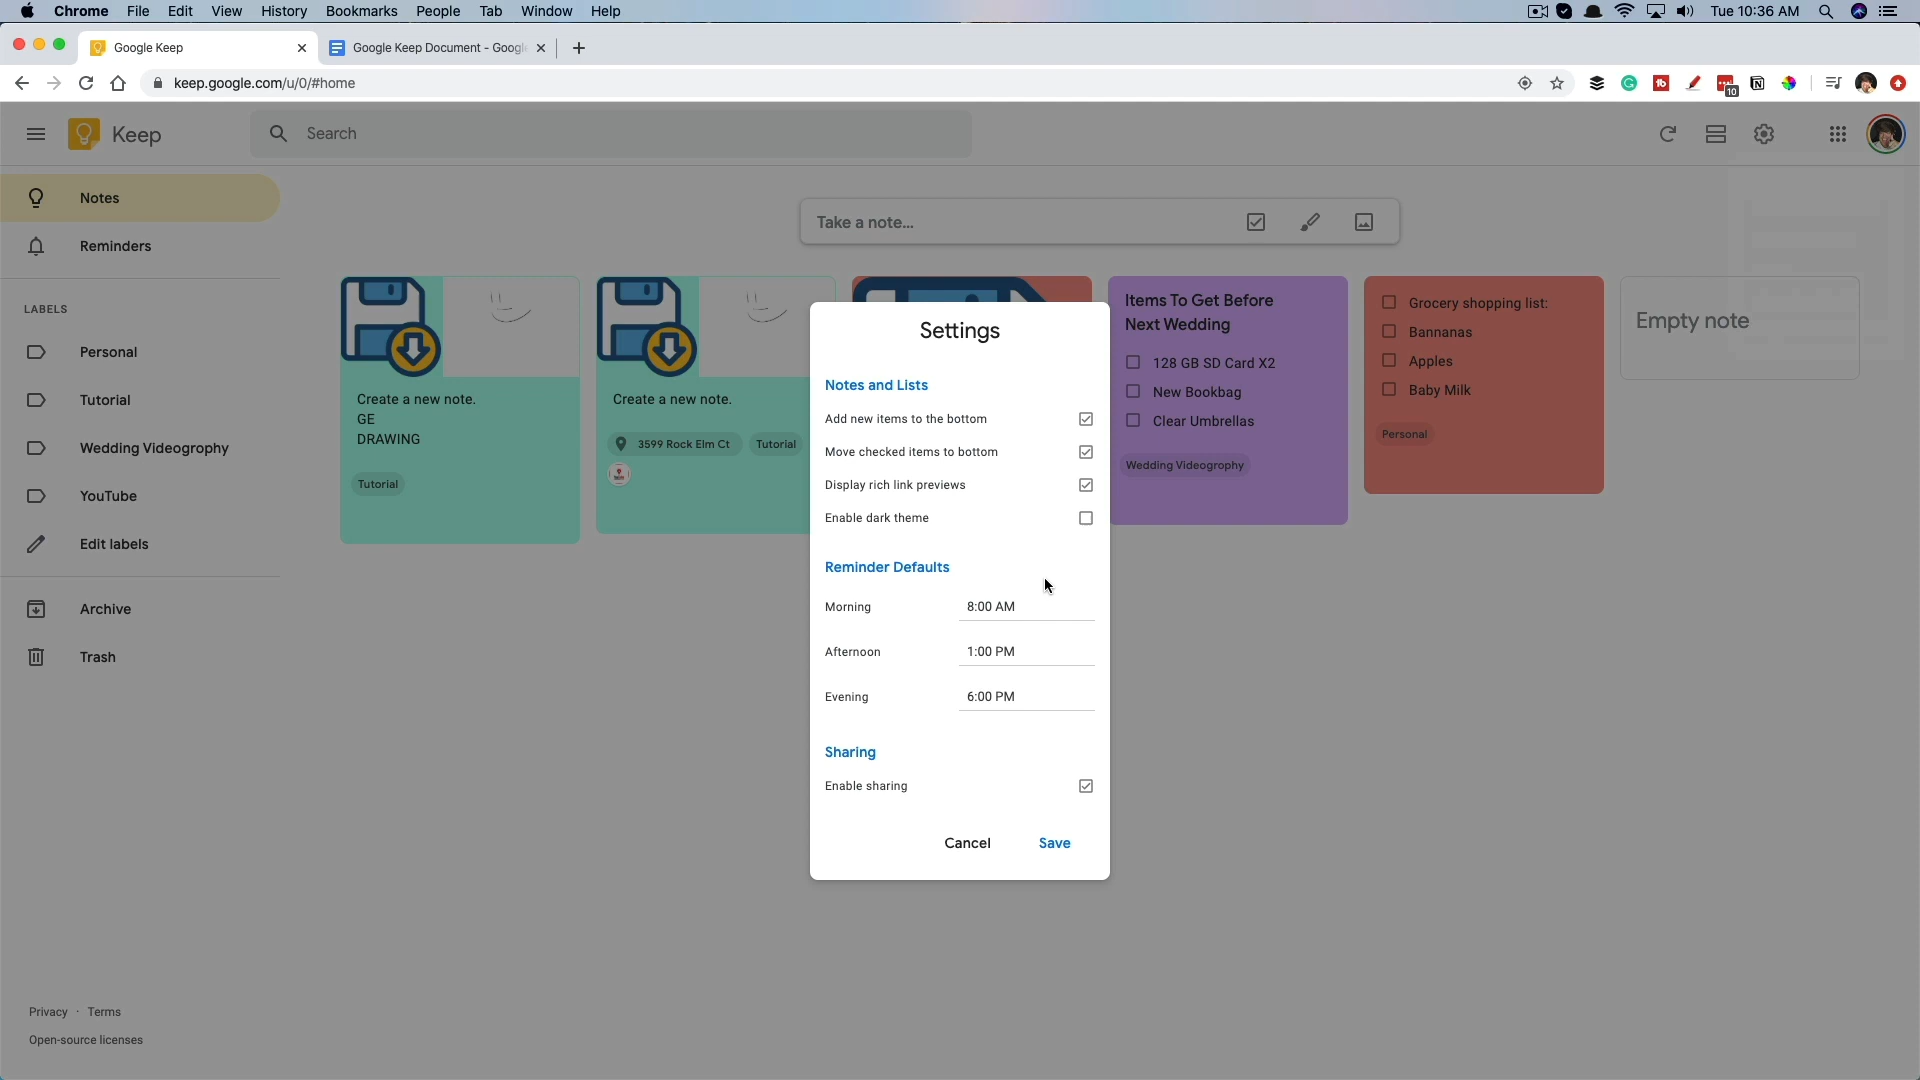 Chrome File Edit View History Bookmarks People Tab Window Help
Tue 10:36 AM
Google Keep
Google Keep Document - Goog
keep.google.com/u/0/#home
10
Keep
Search
Notes
Reminders
LABELS
Personal
Tutorial
Wedding Videography
YouTube
Edit labels
Archive
Trash
Privacy · Terms
Open-source licenses
Take a note...
Create a new note.
GE
DRAWING
Tutorial
Create a new note.
3599 Rock Elm Ct
Tutorial
Items To Get Before
Next Wedding
128 GB SD Card X2
New Bookbag
Clear Umbrellas
Wedding Videography
Grocery shopping list:
Bannanas
Apples
Baby Milk
Personal
Empty note
Settings
Notes and Lists
Add new items to the bottom
Move checked items to bottom
Display rich link previews
Enable dark theme
Reminder Defaults
Morning 8:00 AM
Afternoon 1:00 PM
Evening 6:00 PM
Sharing
Enable sharing
Cancel Save